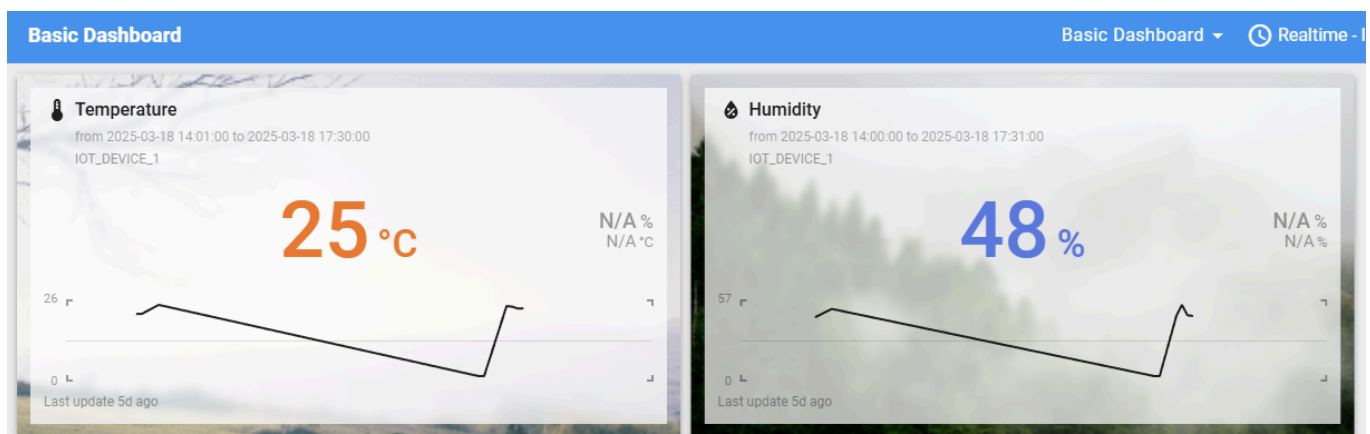 Basic Dashboard
Basic Dashboard
Realtime -
Temperature
from 2025-03-18 14:01:00 to 2025-03-18 17:30:00
IOT_DEVICE_1
25 °C
N/A %
N/A °C
26
0
Last update 5d ago
Humidity
from 2025-03-18 14:00:00 to 2025-03-18 17:31:00
IOT_DEVICE_1
48 %
N/A %
N/A %
57
0
Last update 5d ago